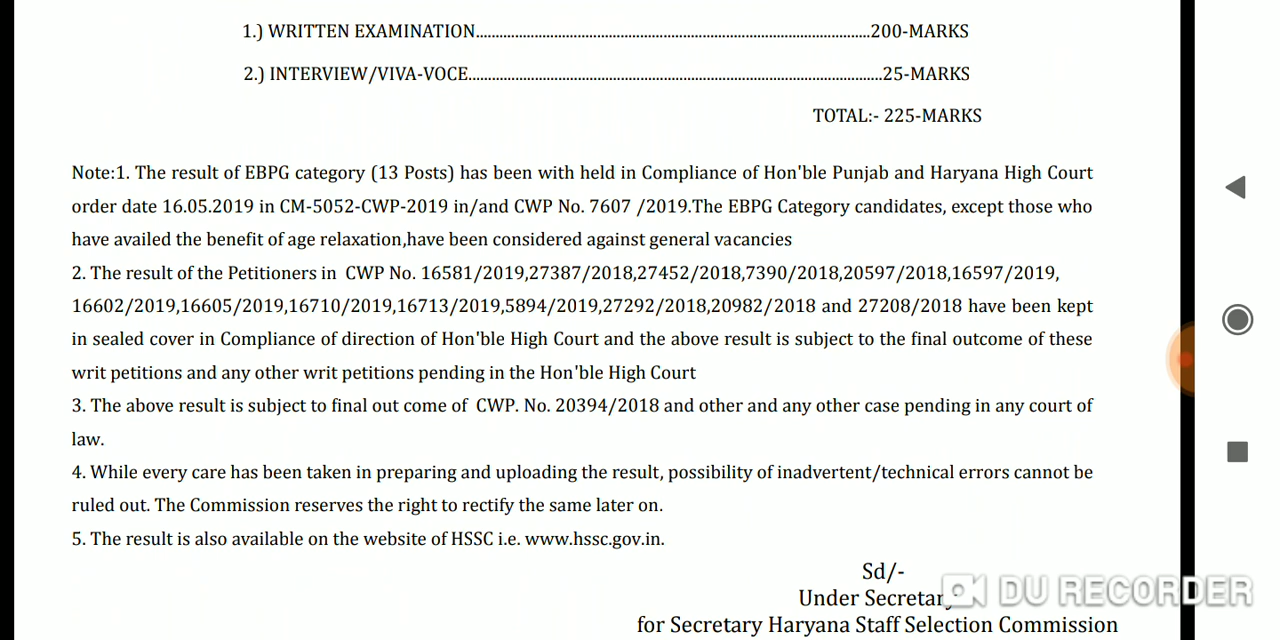 1.) WRITTEN EXAMINATION..........................................................................................200-MARKS
2.) INTERVIEW/VIVA-VOCE...............................................................................................25-MARKS
TOTAL:- 225-MARKS
Note:1. The result of EBPG category (13 Posts) has been with held in Compliance of Hon'ble Punjab and Haryana High Court
order date 16.05.2019 in CM-5052-CWP-2019 in/and CWP No. 7607 /2019.The EBPG Category candidates, except those who
have availed the benefit of age relaxation,have been considered against general vacancies
2. The result of the Petitioners in CWP No. 16581/2019,27387/2018,27452/2018,7390/2018,20597/2018,16597/2019,
16602/2019,16605/2019,16710/2019,16713/2019,5894/2019,27292/2018,20982/2018 and 27208/2018 have been kept
in sealed cover in Compliance of direction of Hon'ble High Court and the above result is subject to the final outcome of these
writ petitions and any other writ petitions pending in the Hon'ble High Court
3. The above result is subject to final out come of CWP. No. 20394/2018 and other and any other case pending in any court of
law.
4. While every care has been taken in preparing and uploading the result, possibility of inadvertent/technical errors cannot be
ruled out. The Commission reserves the right to rectify the same later on.
5. The result is also available on the website of HSSC i.e. www.hssc.gov.in.
Sd/-
Under Secretary
DU RECORDER
for Secretary Haryana Staff Selection Commission